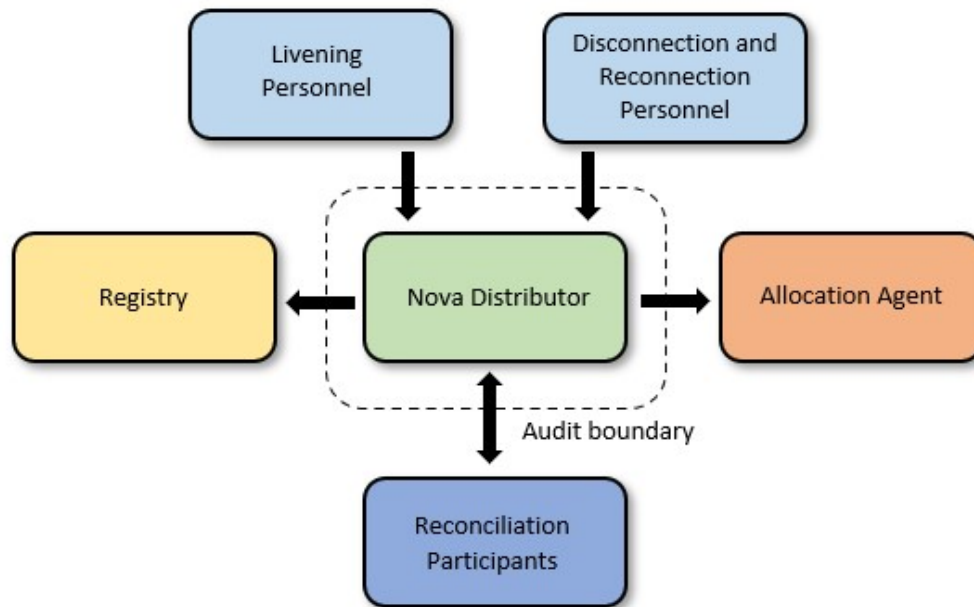 Livening
Personnel
Disconnection and
Reconnection
Personnel
Registry
Nova Distributor
Allocation Agent
Audit boundary
Reconciliation
Participants